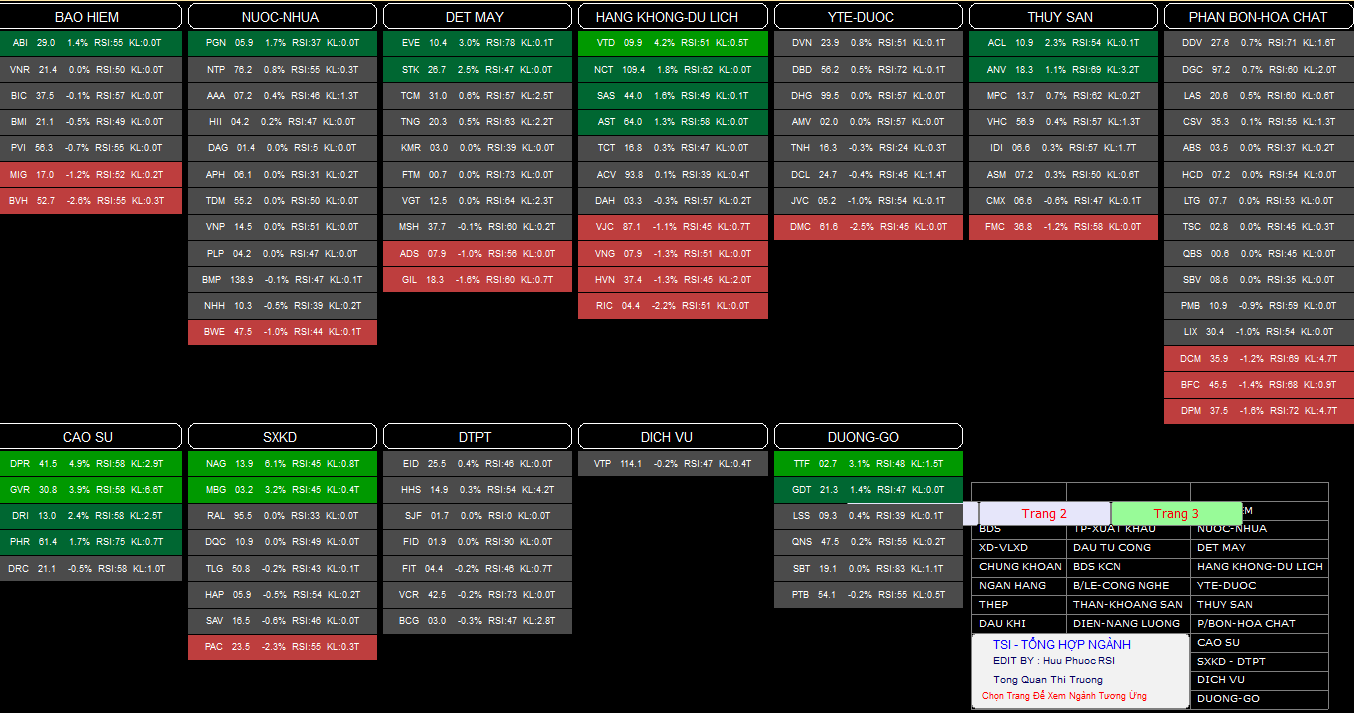 BAO HIEM
ABI 29.0 1.4% RSI:55 KL:0.0T
VNR 21.4 0.0% RSI:50 KL:0.0T
BIC 37.5 -0.1% RSI:57 KL:0.0T
BMI 21.1 -0.5% RSI:49 KL:0.0T
PVI 56.3 -0.7% RSI:55 KL:0.0T
MIG 17.0 -1.2% RSI:52 KL:0.2T
BVH 52.7 -2.6% RSI:55 KL:0.3T
NUOC-NHUA
PGN 05.9 1.7% RSI:37 KL:0.0T
NTP 76.2 0.8% RSI:55 KL:0.3T
AAA 07.2 0.4% RSI:46 KL:1.3T
HII 04.2 0.2% RSI:47 KL:0.0T
DAG 01.4 0.0% RSI:5 KL:0.0T
APH 06.1 0.0% RSI:31 KL:0.2T
TDM 55.2 0.0% RSI:50 KL:0.0T
VNP 14.5 0.0% RSI:51 KL:0.0T
PLP 04.2 0.0% RSI:47 KL:0.0T
BMP 138.9 -0.1% RSI:47 KL:0.1T
NHH 10.3 -0.5% RSI:39 KL:0.2T
BWE 47.5 -1.0% RSI:44 KL:0.1T
DET MAY
EVE 10.4 3.0% RSI:78 KL:0.1T
STK 26.7 2.5% RSI:47 KL:0.0T
TCM 31.0 0.6% RSI:57 KL:2.5T
TNG 20.3 0.5% RSI:63 KL:2.2T
KMR 03.0 0.0% RSI:39 KL:0.0T
FTM 00.7 0.0% RSI:73 KL:0.0T
VGT 12.5 0.0% RSI:64 KL:2.3T
MSH 37.7 -0.1% RSI:60 KL:0.2T
ADS 07.9 -1.0% RSI:56 KL:0.0T
GIL 18.3 -1.6% RSI:60 KL:0.7T
HANG KHONG-DU LICH
VTD 09.9 4.2% RSI:51 KL:0.5T
NCT 109.4 1.8% RSI:62 KL:0.0T
SAS 44.0 1.6% RSI:49 KL:0.1T
AST 64.0 1.3% RSI:58 KL:0.0T
TCT 16.8 0.3% RSI:47 KL:0.0T
ACV 93.8 0.1% RSI:39 KL:0.4T
DAH 03.3 -0.3% RSI:57 KL:0.2T
VJC 87.1 -1.1% RSI:45 KL:0.7T
VNG 07.9 -1.3% RSI:51 KL:0.0T
HVN 37.4 -1.3% RSI:45 KL:2.0T
RIC 04.4 -2.2% RSI:51 KL:0.0T
YTE-DUOC
DVN 23.9 0.8% RSI:51 KL:0.1T
DBD 56.2 0.5% RSI:72 KL:0.1T
DHG 99.5 0.0% RSI:57 KL:0.0T
AMV 02.0 0.0% RSI:57 KL:0.0T
TNH 16.3 -0.3% RSI:24 KL:0.3T
DCL 24.7 -0.4% RSI:45 KL:1.4T
JVC 05.2 -1.0% RSI:54 KL:0.1T
DMC 61.6 -2.5% RSI:45 KL:0.0T
THUY SAN
ACL 10.9 2.3% RSI:54 KL:0.1T
ANV 18.3 1.1% RSI:69 KL:3.2T
MPC 13.7 0.7% RSI:62 KL:0.2T
VHC 56.9 0.4% RSI:57 KL:1.3T
IDI 06.6 0.3% RSI:57 KL:1.7T
ASM 07.2 0.3% RSI:50 KL:0.6T
CMX 06.6 -0.6% RSI:47 KL:0.1T
FMC 36.8 -1.2% RSI:58 KL:0.0T
PHAN BON-HOA CHAT
DDV 27.6 0.7% RSI:71 KL:1.6T
DGC 97.2 0.7% RSI:60 KL:2.0T
LAS 20.6 0.5% RSI:60 KL:0.6T
CSV 35.3 0.1% RSI:55 KL:1.3T
ABS 03.5 0.0% RSI:37 KL:0.2T
HCD 07.2 0.0% RSI:54 KL:0.0T
LTG 07.7 0.0% RSI:53 KL:0.0T
TSC 02.8 0.0% RSI:45 KL:0.3T
QBS 00.6 0.0% RSI:45 KL:0.0T
SBV 08.6 0.0% RSI:35 KL:0.0T
PMB 10.9 -0.9% RSI:59 KL:0.0T
LIX 30.4 -1.0% RSI:54 KL:0.0T
DCM 35.9 -1.2% RSI:69 KL:4.7T
BFC 45.5 -1.4% RSI:68 KL:0.9T
DPM 37.5 -1.6% RSI:72 KL:4.7T
CAO SU
DPR 41.5 4.9% RSI:58 KL:2.9T
GVR 30.8 3.9% RSI:58 KL:6.6T
DRI 13.0 2.4% RSI:58 KL:2.5T
PHR 61.4 1.7% RSI:75 KL:0.7T
DRC 21.1 -0.5% RSI:58 KL:1.0T
SXKD
NAG 13.9 6.1% RSI:45 KL:0.8T
MBG 03.2 3.2% RSI:45 KL:0.4T
RAL 95.5 0.0% RSI:33 KL:0.0T
DQC 10.9 0.0% RSI:49 KL:0.0T
TLG 50.8 -0.2% RSI:43 KL:0.1T
HAP 05.9 -0.5% RSI:54 KL:0.2T
SAV 16.5 -0.6% RSI:46 KL:0.0T
PAC 23.5 -2.3% RSI:55 KL:0.3T
DTPT
EID 25.5 0.4% RSI:46 KL:0.0T
HHS 14.9 0.3% RSI:54 KL:4.2T
SJF 01.7 0.0% RSI:0 KL:0.0T
FID 01.9 0.0% RSI:90 KL:0.0T
FIT 04.4 -0.2% RSI:46 KL:0.7T
VCR 42.5 -0.2% RSI:73 KL:0.0T
BCG 03.0 -0.3% RSI:47 KL:2.8T
DICH VU
VTP 114.1 -0.2% RSI:47 KL:0.4T
DUONG-GO
TTF 02.7 3.1% RSI:48 KL:1.5T
GDT 21.3 1.4% RSI:47 KL:0.0T
LSS 09.3 0.4% RSI:39 KL:0.1T
QNS 47.5 0.2% RSI:55 KL:0.2T
SBT 19.1 0.0% RSI:83 KL:1.1T
PTB 54.1 -0.2% RSI:55 KL:0.5T
Trang 2 Trang 3 EM
BDS TP-XUAT KHAU NUOC-NHUA
XD-VLXD DAU TU CONG DET MAY
CHUNG KHOAN BDS KCN HANG KHONG-DU LICH
NGAN HANG B/LE-CONG NGHE YTE-DUOC
THEP THAN-KHOANG SAN THUY SAN
DAU KHI DIEN-NANG LUONG P/BON-HOA CHAT
CAO SU
SXKD - DTPT
DICH VU
DUONG-GO
TSI - TỔNG HỢP NGÀNH
EDIT BY : Huu Phuoc RSI
Tong Quan Thi Truong
Chọn Trang Để Xem Ngành Tương Ứng